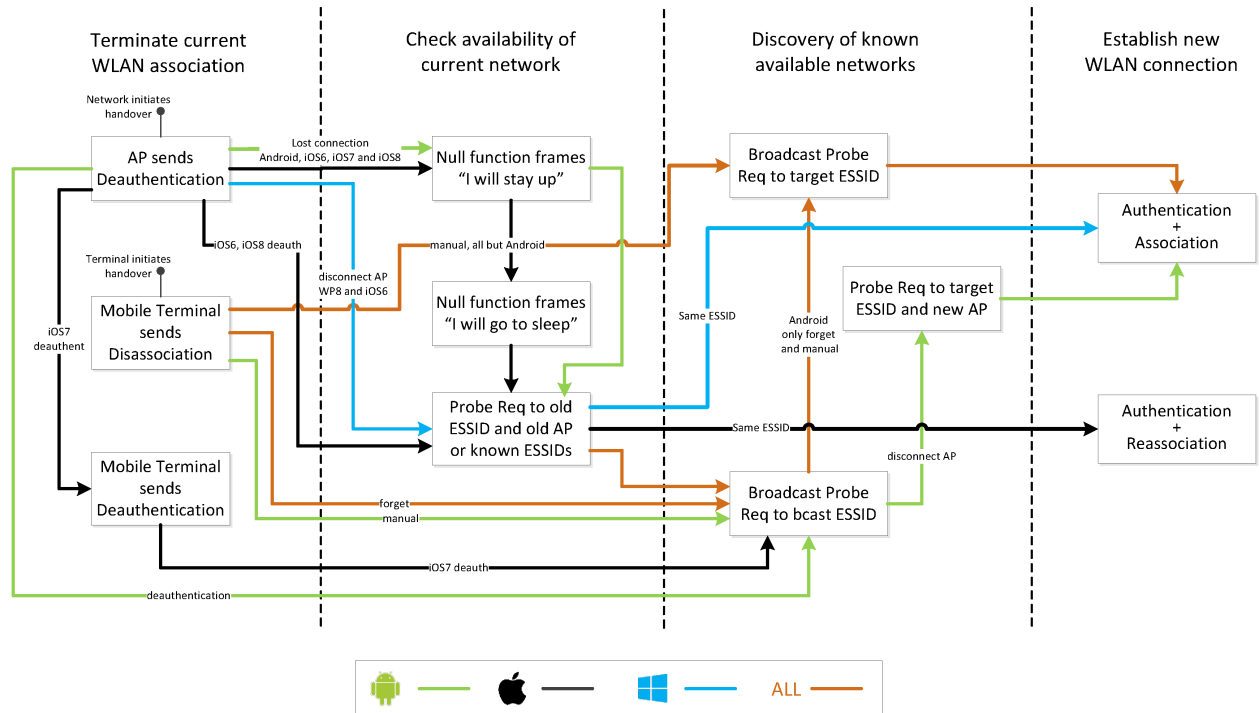 Terminate current
WLAN association
Check availability of
current network
Discovery of known
available networks
Establish new
WLAN connection
Network initiates
handover
AP sends
Deauthentication
Lost connection
Android, iOS6, iOS7 and iOS8
Null function frames
“I will stay up”
Broadcast Probe
Req to target ESSID
Authentication
+
Association
iOS6, iOS8 deauth
manual, all but Android
Terminal initiates
handover
disconnect AP
WP8 and iOS6
Mobile Terminal
sends
Disassociation
Null function frames
“I will go to sleep”
Same ESSID
Android
only forget
and manual
Probe Req to target
ESSID and new AP
iOS7
deauthent
Probe Req to old
ESSID and old AP
or known ESSIDs
Same ESSID
Authentication
+
Reassociation
disconnect AP
Mobile Terminal
sends
Deauthentication
forget
manual
Broadcast Probe
Req to bcast ESSID
iOS7 deauth
deauthentication
ALL